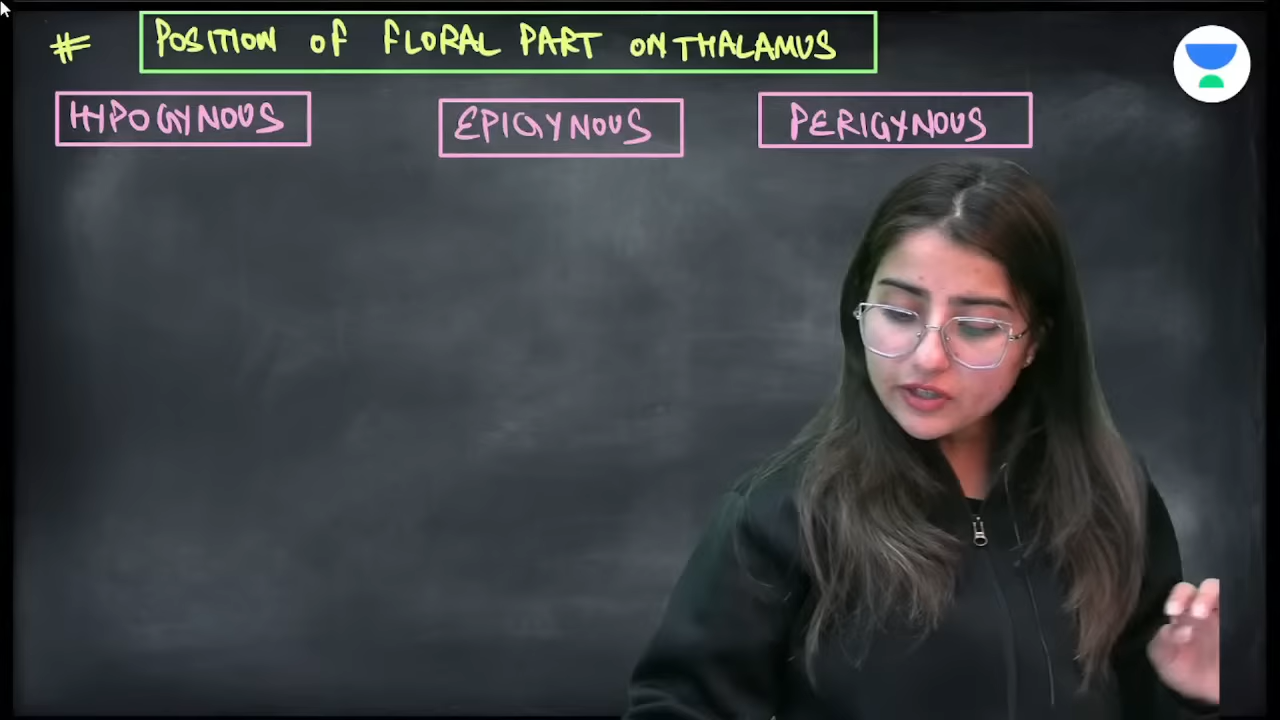 # POSITION OF FLORAL PART ON THALAMUS
HYPOGYNOUS EPIGYNOUS PERIGYNOUS